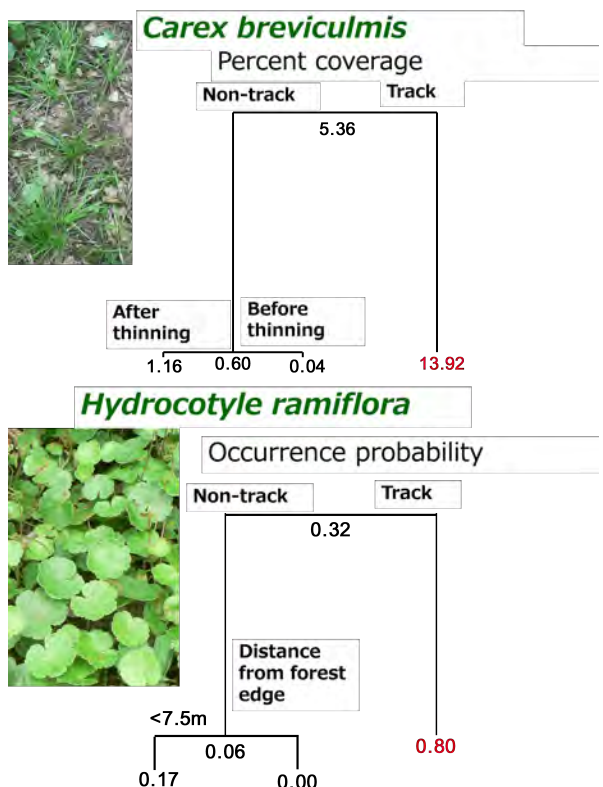 Carex breviculmis
Percent coverage
Non-track
Track
5.36
After
thinning
Before
thinning
1.16
0.60
0.04
13.92
Hydrocotyle ramiflora
Occurrence probability
Non-track
Track
0.32
Distance
from forest
edge
<7.5m
0.06
0.80
0.17
0.00